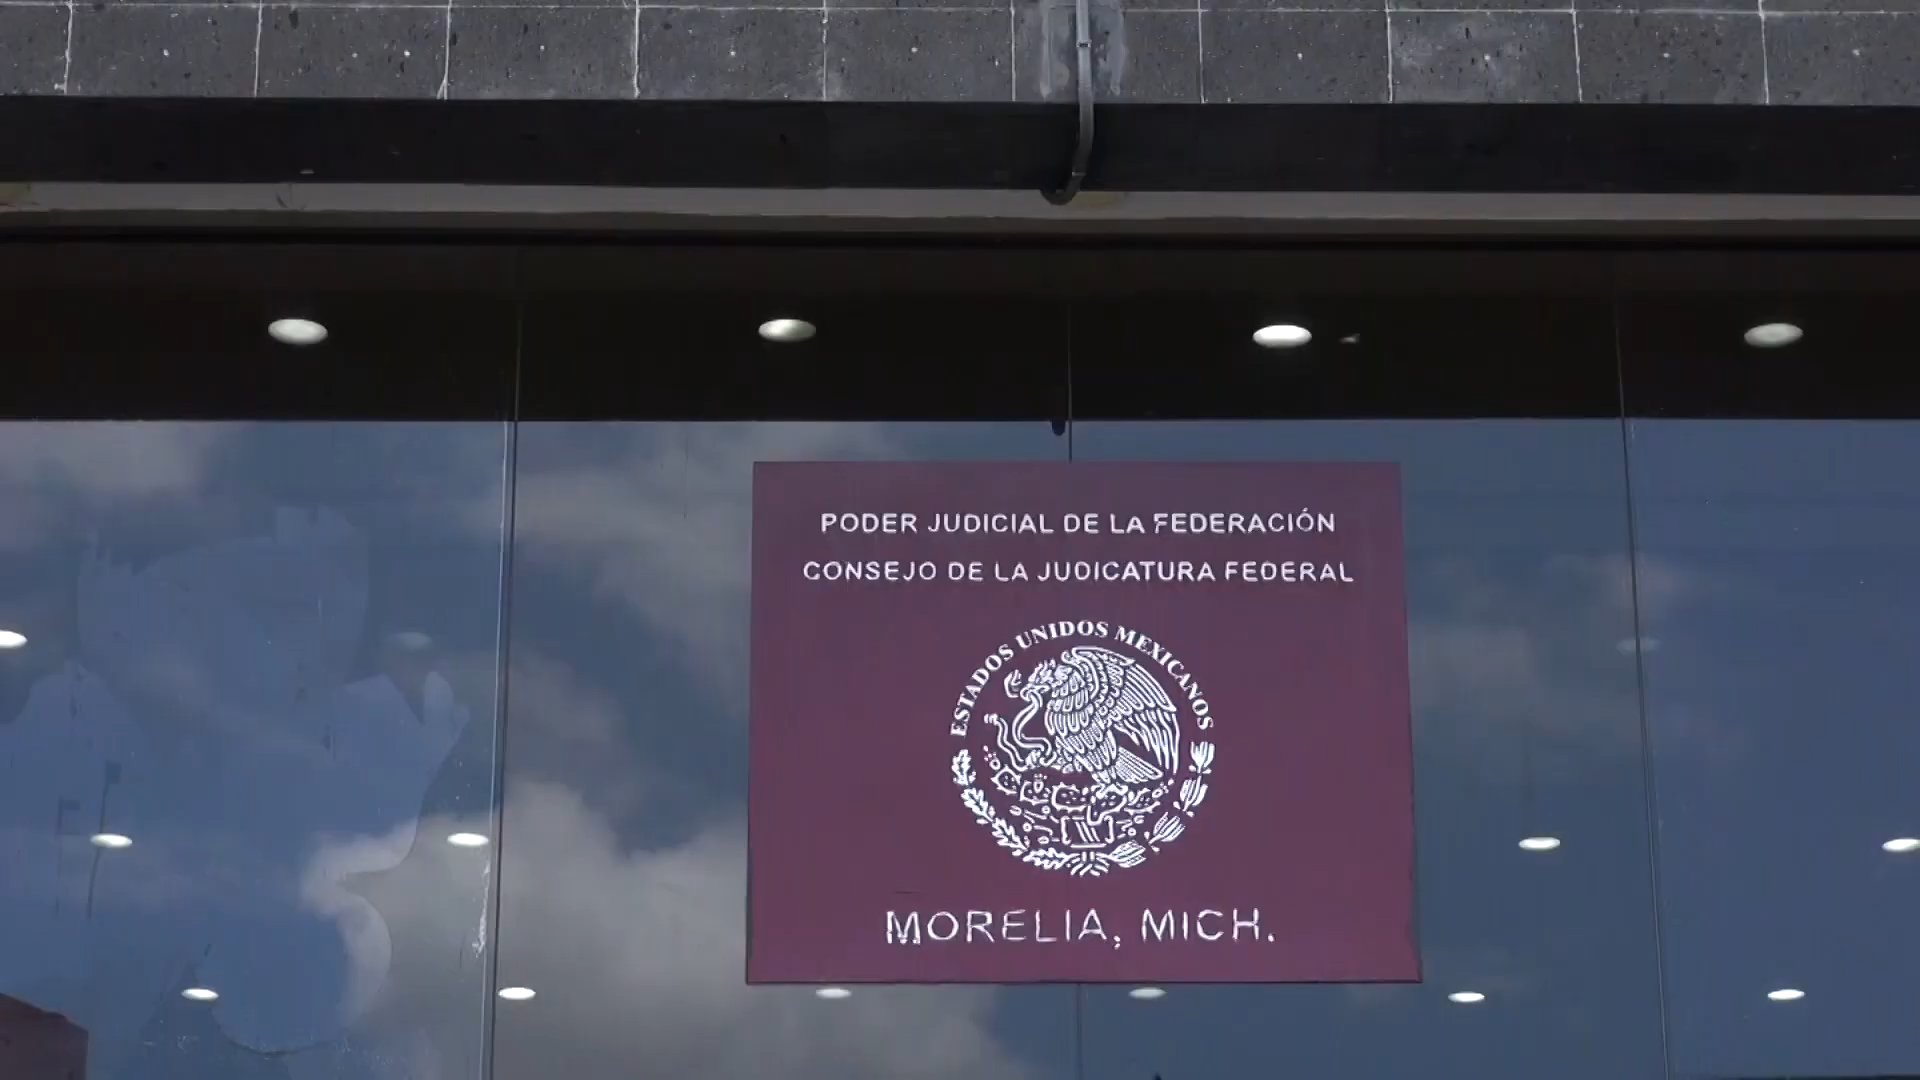 PODER JUDICIAL DE LA FEDERACIÓN
CONSEJO DE LA JUDICATURA FEDERAL
ESTADOS UNIDOS MEXICANOS
MORELIA, MICH.